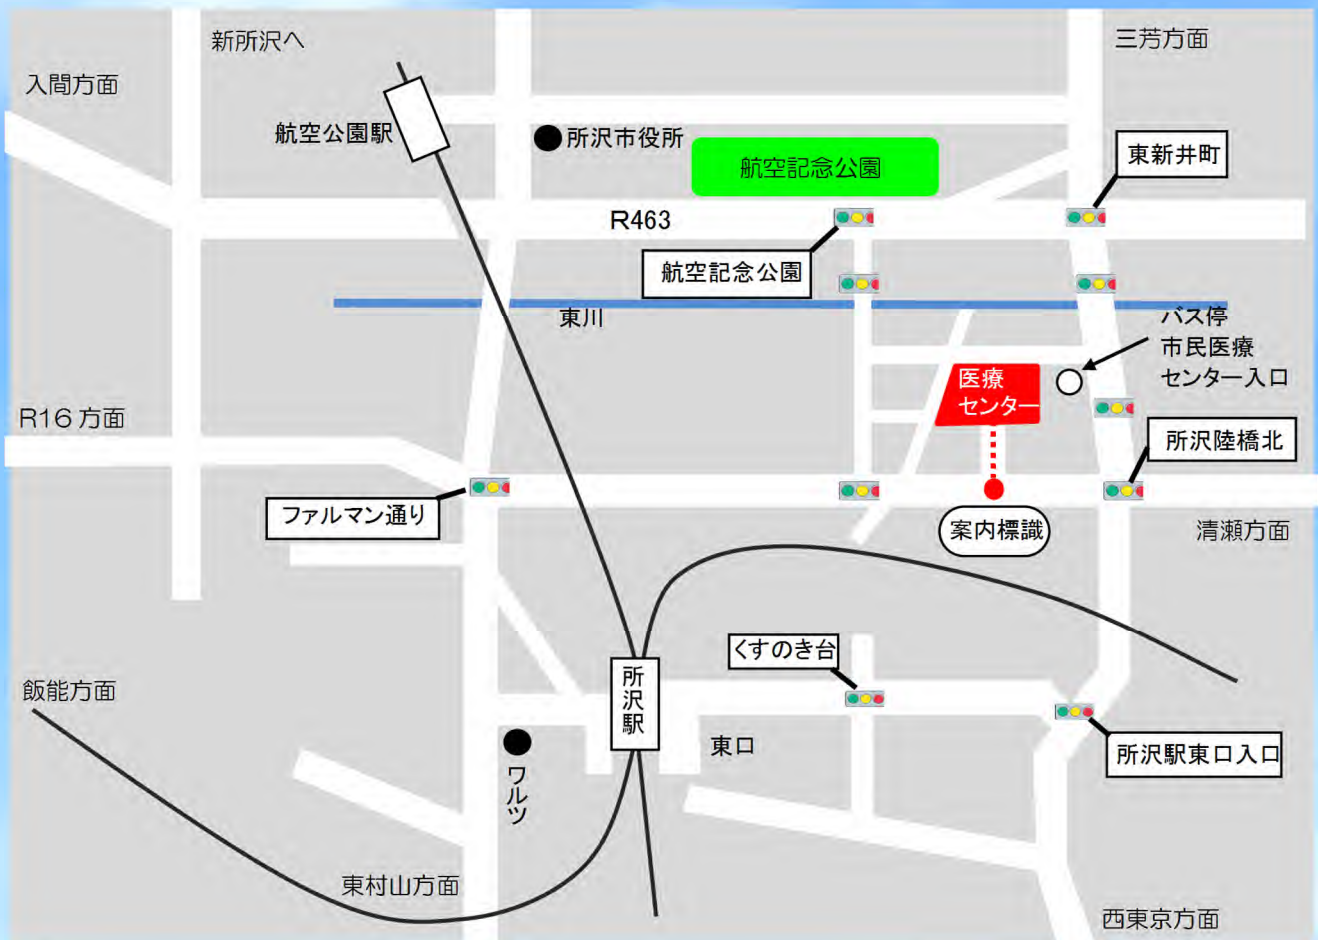 新所沢へ
三芳方面
入間方面
航空公園駅
所沢市役所
航空記念公園
東新井町
R463
航空記念公園
東川
バス停
市民医療
センター入口
医療
センター
R16方面
所沢陸橋北
ファルマン通り
案内標識
清瀬方面
くすのき台
飯能方面
所沢駅
東口
所沢駅東口入口
ワルツ
東村山方面
西東京方面